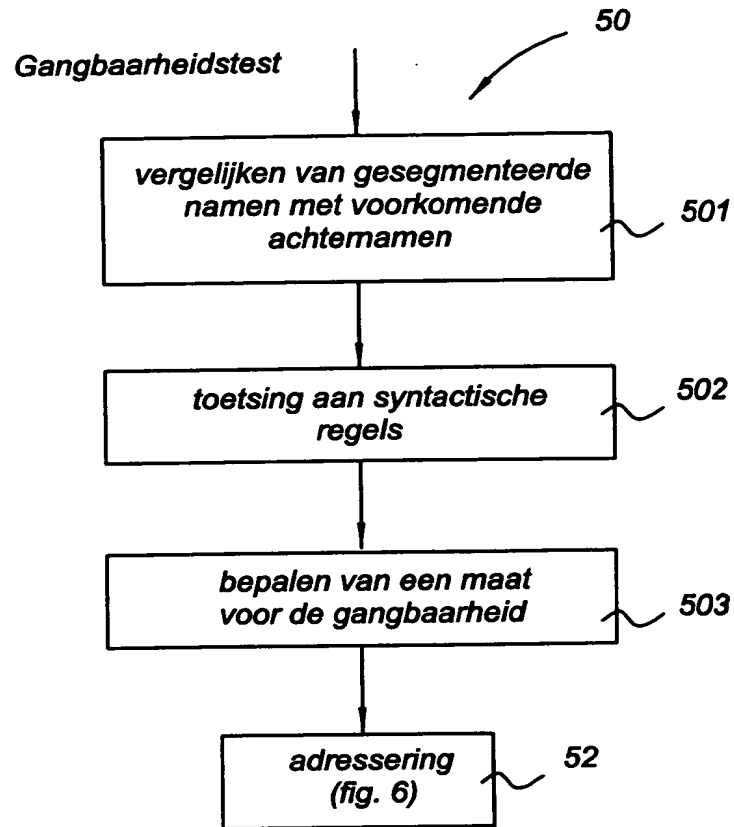 50
Gangbaarheidstest
vergelijken van gesegmenteerde
namen met voorkomende
achternamen
501
toetsing aan syntactische
regels
502
bepalen van een maat
voor de gangbaarheid
503
adressering
(fig. 6)
52